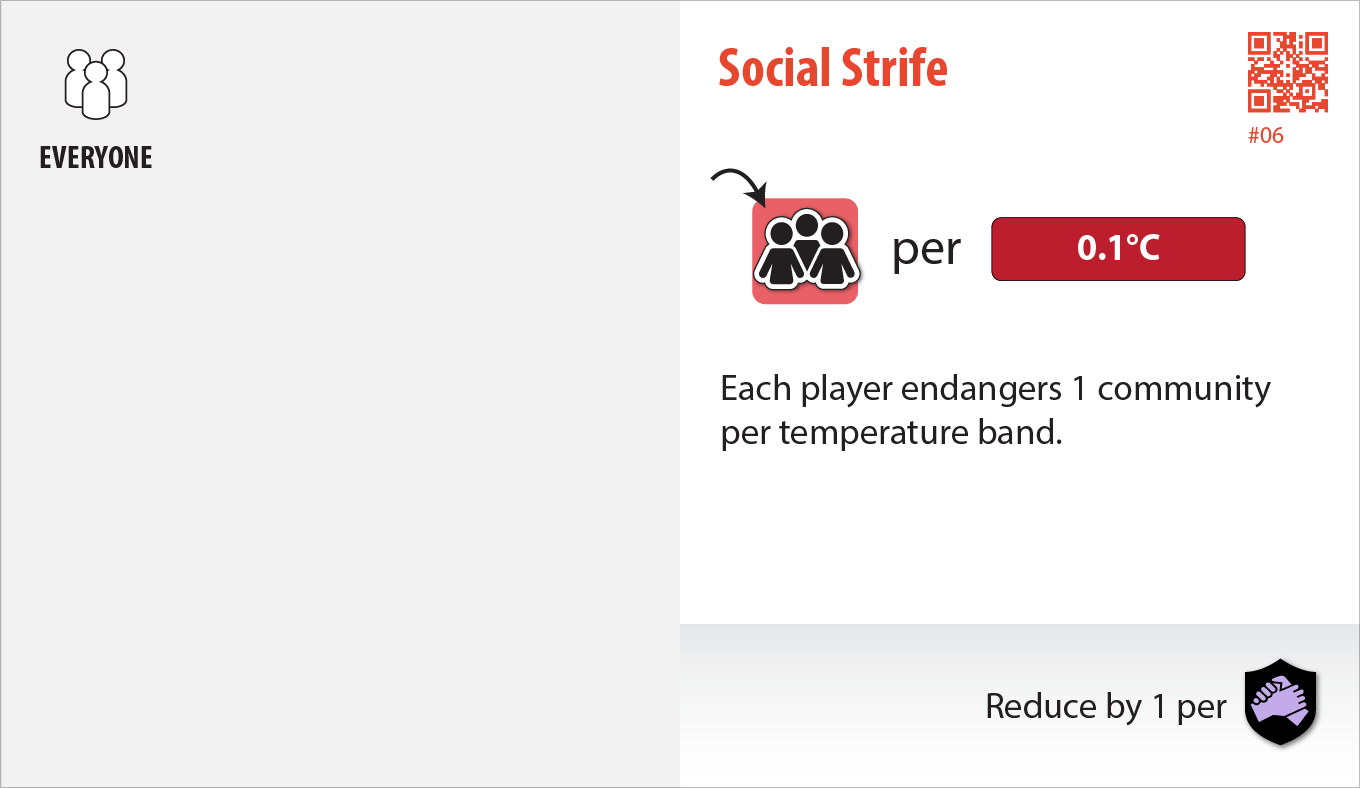 EVERYONE
Social Strife
#06
per
0.1°C
Each player endangers 1 community
per temperature band.
Reduce by 1 per